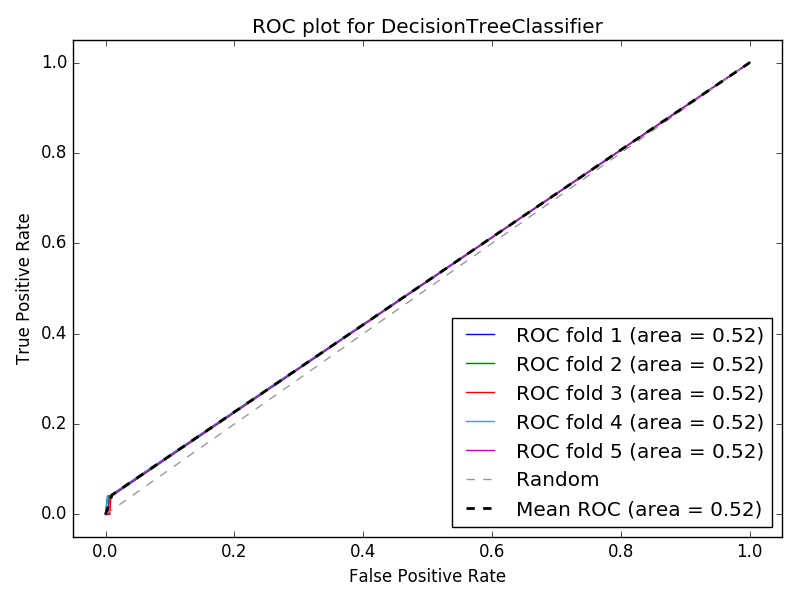 ROC plot for DecisionTreeClassifier
True Positive Rate
1.0
0.8
0.6
0.4
0.2
0.0
0.0 0.2 0.4 0.6 0.8 1.0
False Positive Rate
ROC fold 1 (area = 0.52)
ROC fold 2 (area = 0.52)
ROC fold 3 (area = 0.52)
ROC fold 4 (area = 0.52)
ROC fold 5 (area = 0.52)
Random
Mean ROC (area = 0.52)